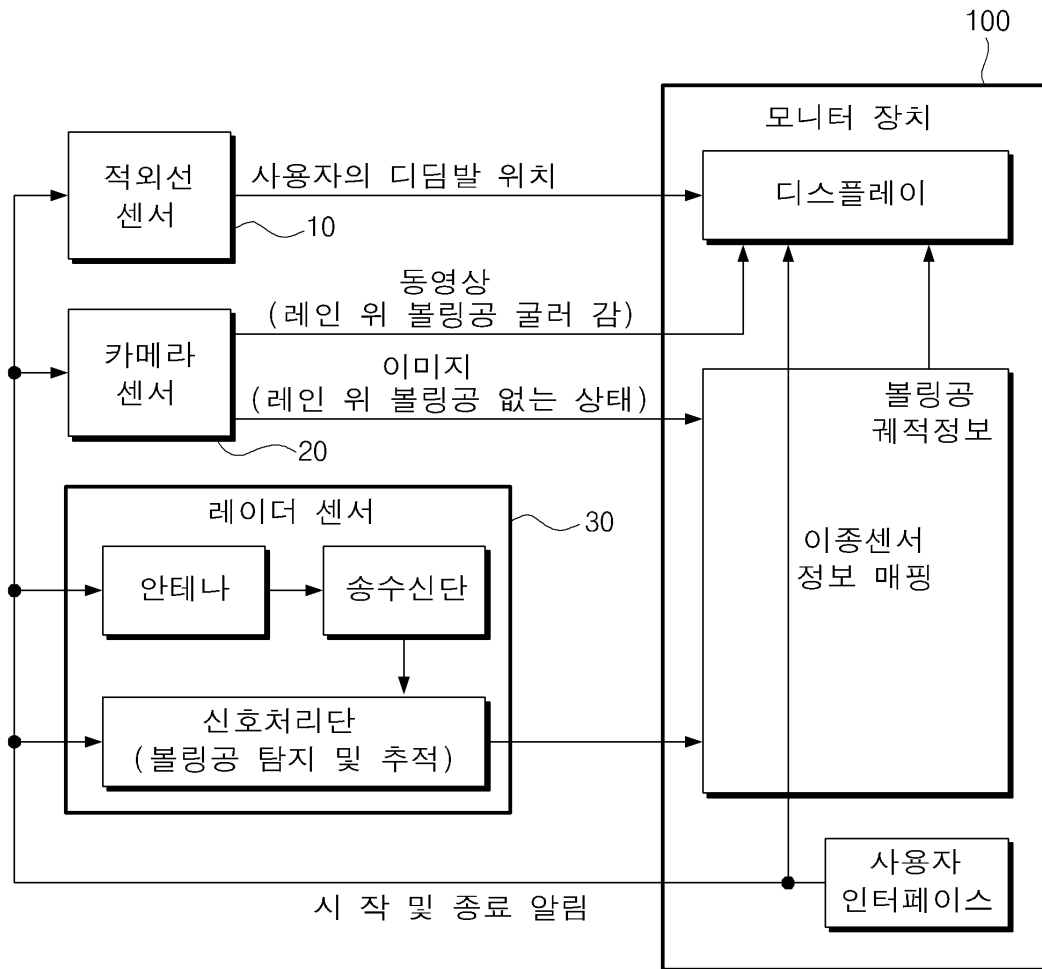 100
모니터 장치
적외선
센서
사용자의 디딤발 위치
10
디스플레이
동영상
(레인 위 볼링공 굴러 감)
카메라
센서
이미지
(레인 위 볼링공 없는 상태)
20
볼링공
궤적정보
레이더 센서
30
안테나
송수신단
이종센서
정보 매핑
신호처리단
(볼링공 탐지 및 추적)
사용자
인터페이스
시 작 및 종료 알림